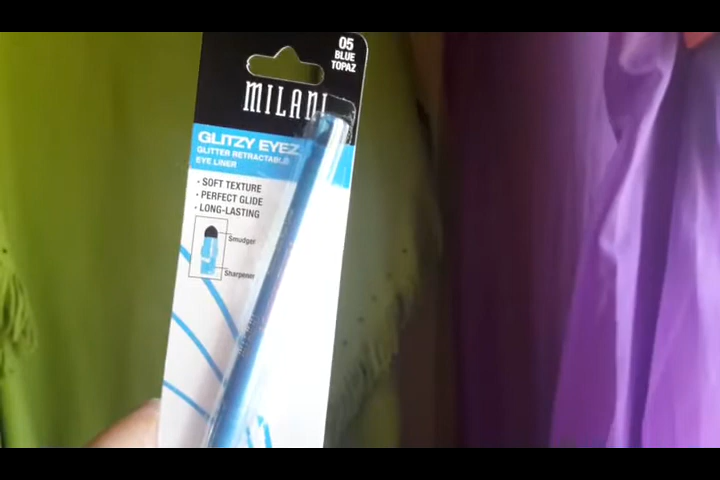 05
BLUE
TOPAZ
MILANI
GLITZY EYEZ
GLITTER RETRACTABLE
EYE LINER
• SOFT TEXTURE
• PERFECT GLIDE
• LONG-LASTING
Smudger
Sharpener